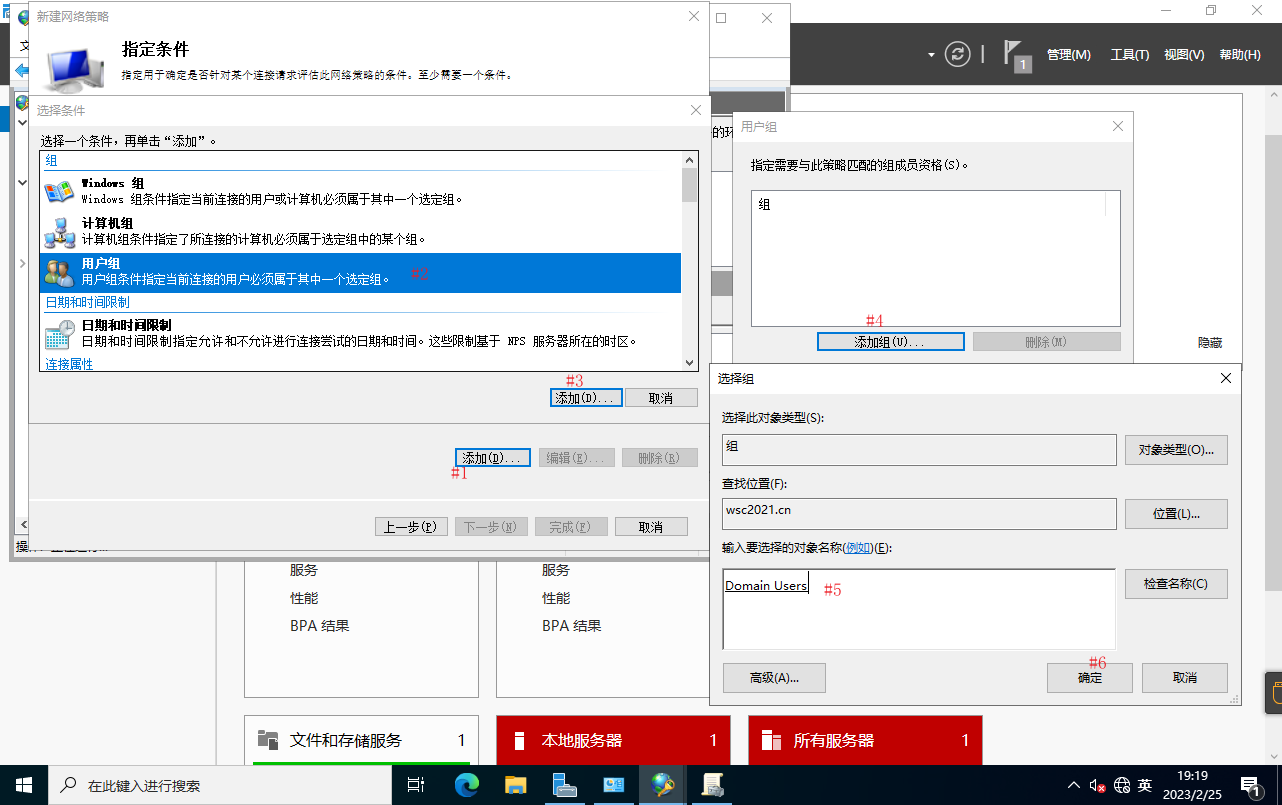 新建网络策略
指定条件
指定用于确定是否针对某个连接请求评估此网络策略的条件。至少需要一个条件。
管理(M) 工具(T) 视图(V) 帮助(H)
1
选择条件
选择一个条件，再单击“添加”。
组
Windows 组
Windows 组条件指定当前连接的用户或计算机必须属于其中一个选定组。
计算机组
计算机组条件指定了所连接的计算机必须属于选定组中的某个组。
用户组
用户组条件指定当前连接的用户必须属于其中一个选定组。
#2
日期和时间限制
日期和时间限制
日期和时间限制指定允许和不允许进行连接尝试的日期和时间。这些限制基于 NPS 服务器所在的时区。
连接属性
#3
添加(D)... 取消
添加(D)... 编辑(E)... 删除(R)
#1
上一步(P) 下一步(N) 完成(F) 取消
用户组
指定需要与此策略匹配的组成员资格(S)。
组
#4
添加组(U)... 删除(M)
隐藏
选择组
选择此对象类型(S):
组 对象类型(O)...
查找位置(F):
wsc2021.cn 位置(L)...
输入要选择的对象名称(例如)(E):
Domain Users #5 检查名称(C)
#6
高级(A)... 确定 取消
服务 服务
性能 性能
BPA 结果 BPA 结果
文件和存储服务 1 本地服务器 1 所有服务器 1
在此键入进行搜索
英
19:19
2023/2/25
1